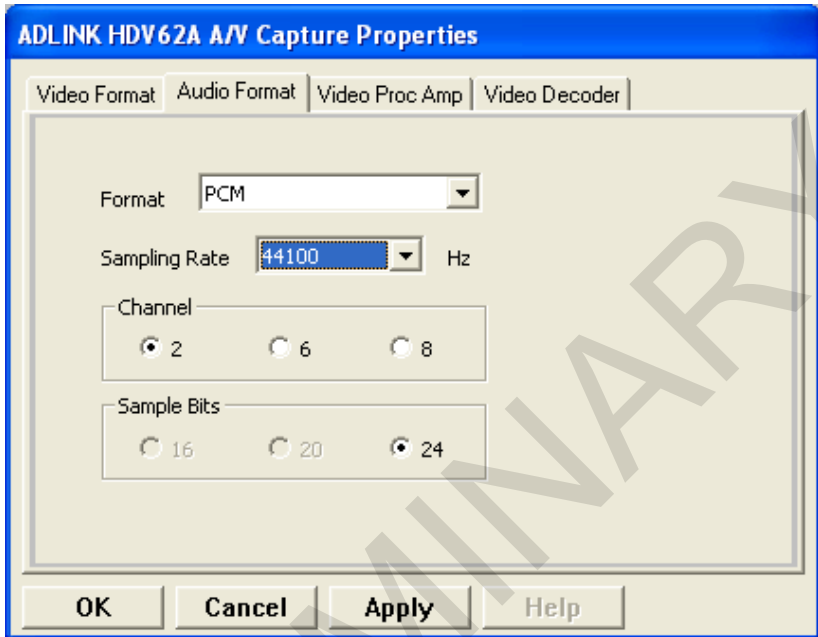 ADLINK HDV62A A/V Capture Properties
Video Format Audio Format Video Proc Amp Video Decoder
Format PCM
Sampling Rate 44100 Hz
Channel
2 6 8
Sample Bits
16 20 24
OK Cancel Apply Help
MINARY